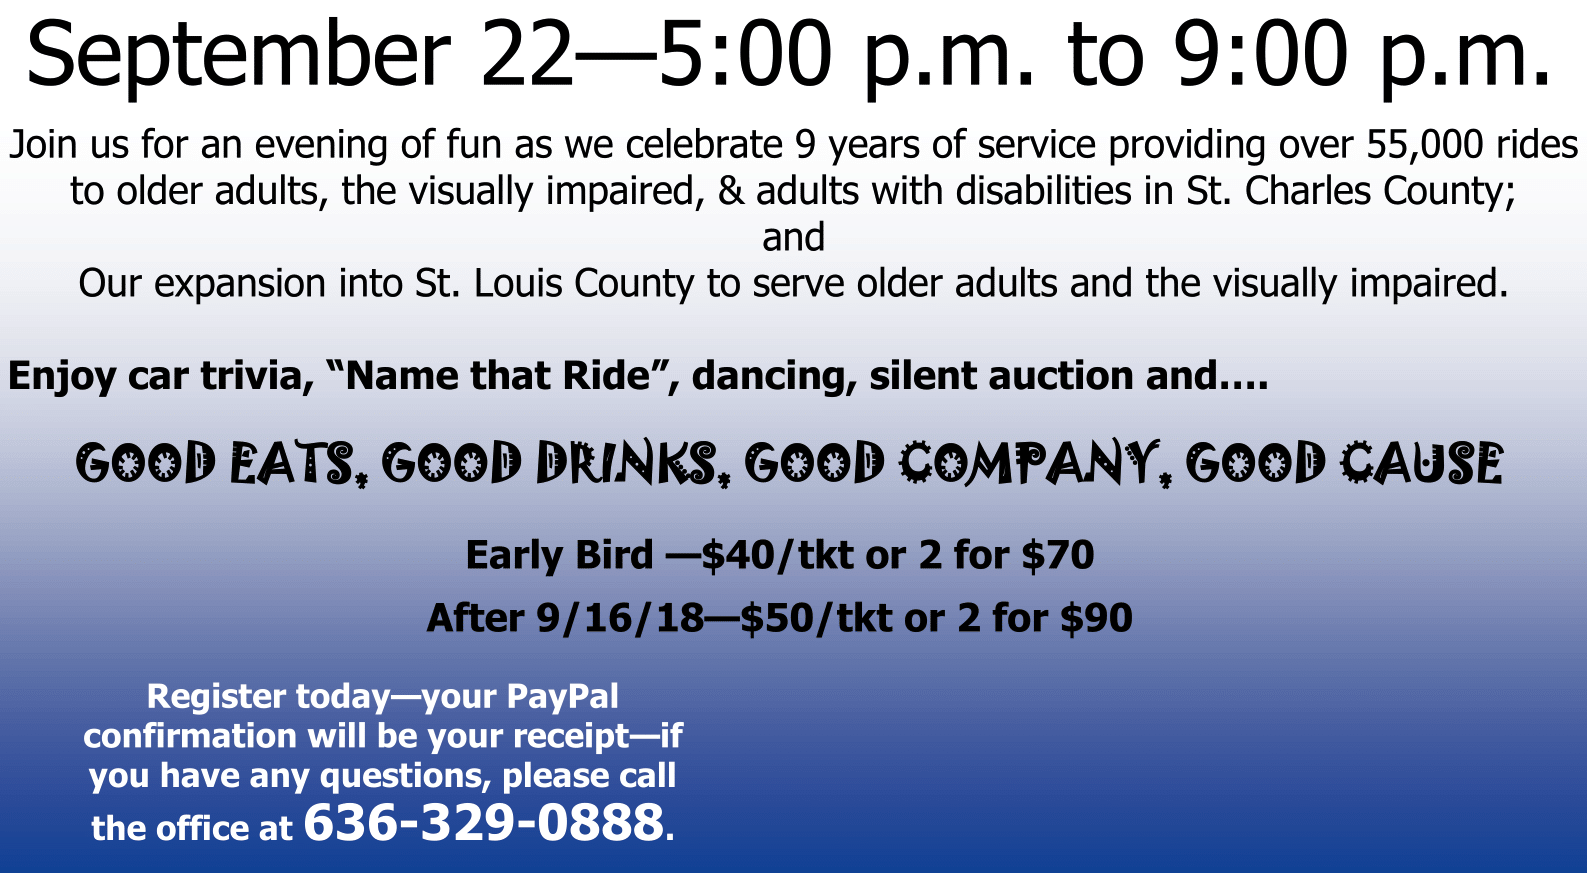 September 22—5:00 p.m. to 9:00 p.m.
Join us for an evening of fun as we celebrate 9 years of service providing over 55,000 rides
to older adults, the visually impaired, & adults with disabilities in St. Charles County;
and
Our expansion into St. Louis County to serve older adults and the visually impaired.
Enjoy car trivia, “Name that Ride”, dancing, silent auction and....
GOOD EATS, GOOD DRINKS, GOOD COMPANY, GOOD CAUSE
Early Bird —$40/tkt or 2 for $70
After 9/16/18—$50/tkt or 2 for $90
Register today—your PayPal
confirmation will be your receipt—if
you have any questions, please call
the office at 636-329-0888.